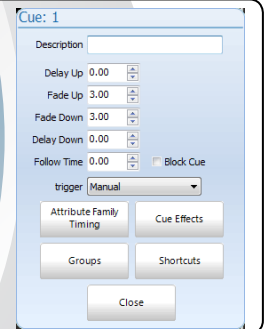 Cue: 1
Description
Delay Up 0.00
Fade Up 3.00
Fade Down 3.00
Delay Down 0.00
Follow Time 0.00 Block Cue
trigger Manual
Attribute Family
Timing
Cue Effects
Groups
Shortcuts
Close